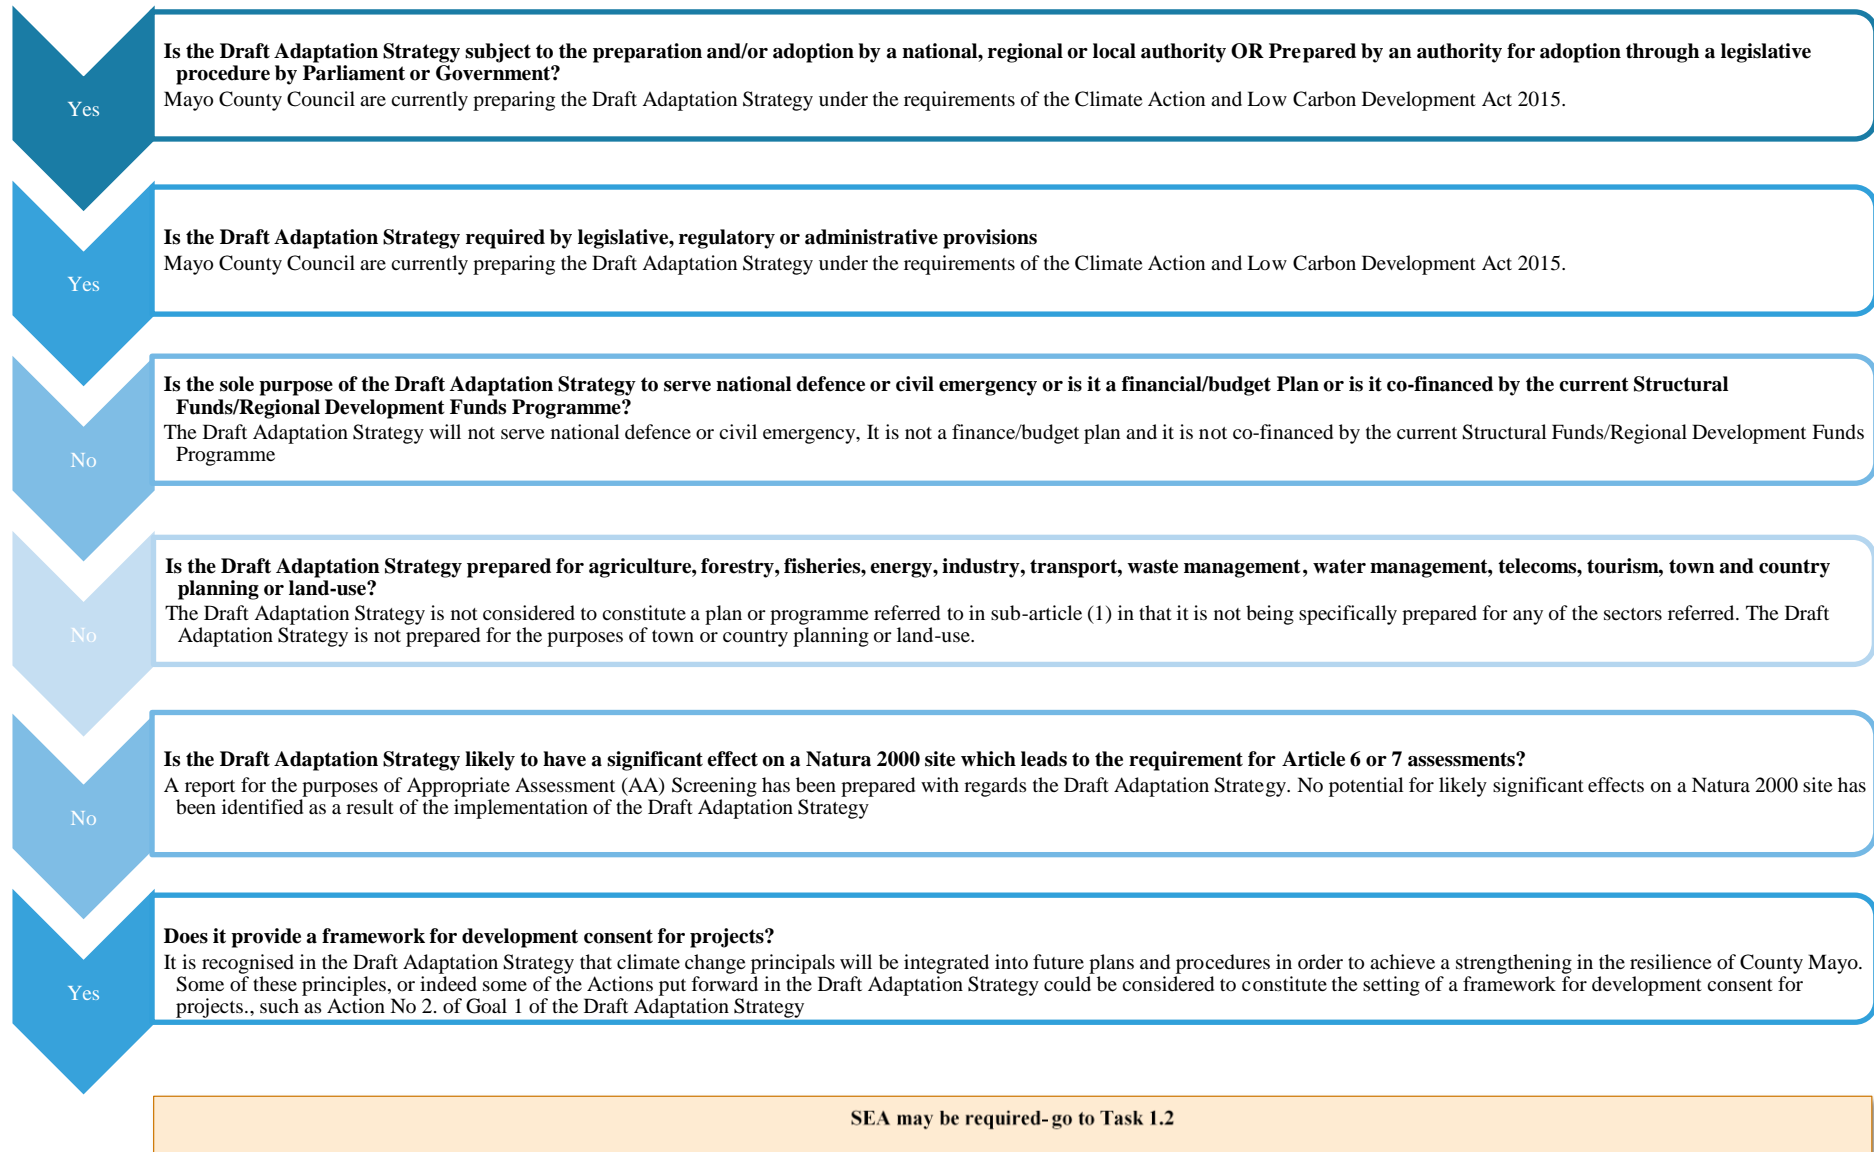 Yes
Is the Draft Adaptation Strategy subject to the preparation and/or adoption by a national, regional or local authority OR Prepared by an authority for adoption through a legislative
procedure by Parliament or Government?
Mayo County Council are currently preparing the Draft Adaptation Strategy under the requirements of the Climate Action and Low Carbon Development Act 2015.
Yes
Is the Draft Adaptation Strategy required by legislative, regulatory or administrative provisions
Mayo County Council are currently preparing the Draft Adaptation Strategy under the requirements of the Climate Action and Low Carbon Development Act 2015.
No
Is the sole purpose of the Draft Adaptation Strategy to serve national defence or civil emergency or is it a financial/budget Plan or is it co-financed by the current Structural
Funds/Regional Development Funds Programme?
The Draft Adaptation Strategy will not serve national defence or civil emergency, It is not a finance/budget plan and it is not co-financed by the current Structural Funds/Regional Development Funds
Programme
No
Is the Draft Adaptation Strategy prepared for agriculture, forestry, fisheries, energy, industry, transport, waste management, water management, telecoms, tourism, town and country
planning or land-use?
The Draft Adaptation Strategy is not considered to constitute a plan or programme referred to in sub-article (1) in that it is not being specifically prepared for any of the sectors referred. The Draft
Adaptation Strategy is not prepared for the purposes of town or country planning or land-use.
No
Is the Draft Adaptation Strategy likely to have a significant effect on a Natura 2000 site which leads to the requirement for Article 6 or 7 assessments?
A report for the purposes of Appropriate Assessment (AA) Screening has been prepared with regards the Draft Adaptation Strategy. No potential for likely significant effects on a Natura 2000 site has
been identified as a result of the implementation of the Draft Adaptation Strategy
Yes
Does it provide a framework for development consent for projects?
It is recognised in the Draft Adaptation Strategy that climate change principals will be integrated into future plans and procedures in order to achieve a strengthening in the resilience of County Mayo.
Some of these principles, or indeed some of the Actions put forward in the Draft Adaptation Strategy could be considered to constitute the setting of a framework for development consent for
projects., such as Action No 2. of Goal 1 of the Draft Adaptation Strategy
SEA may be required- go to Task 1.2